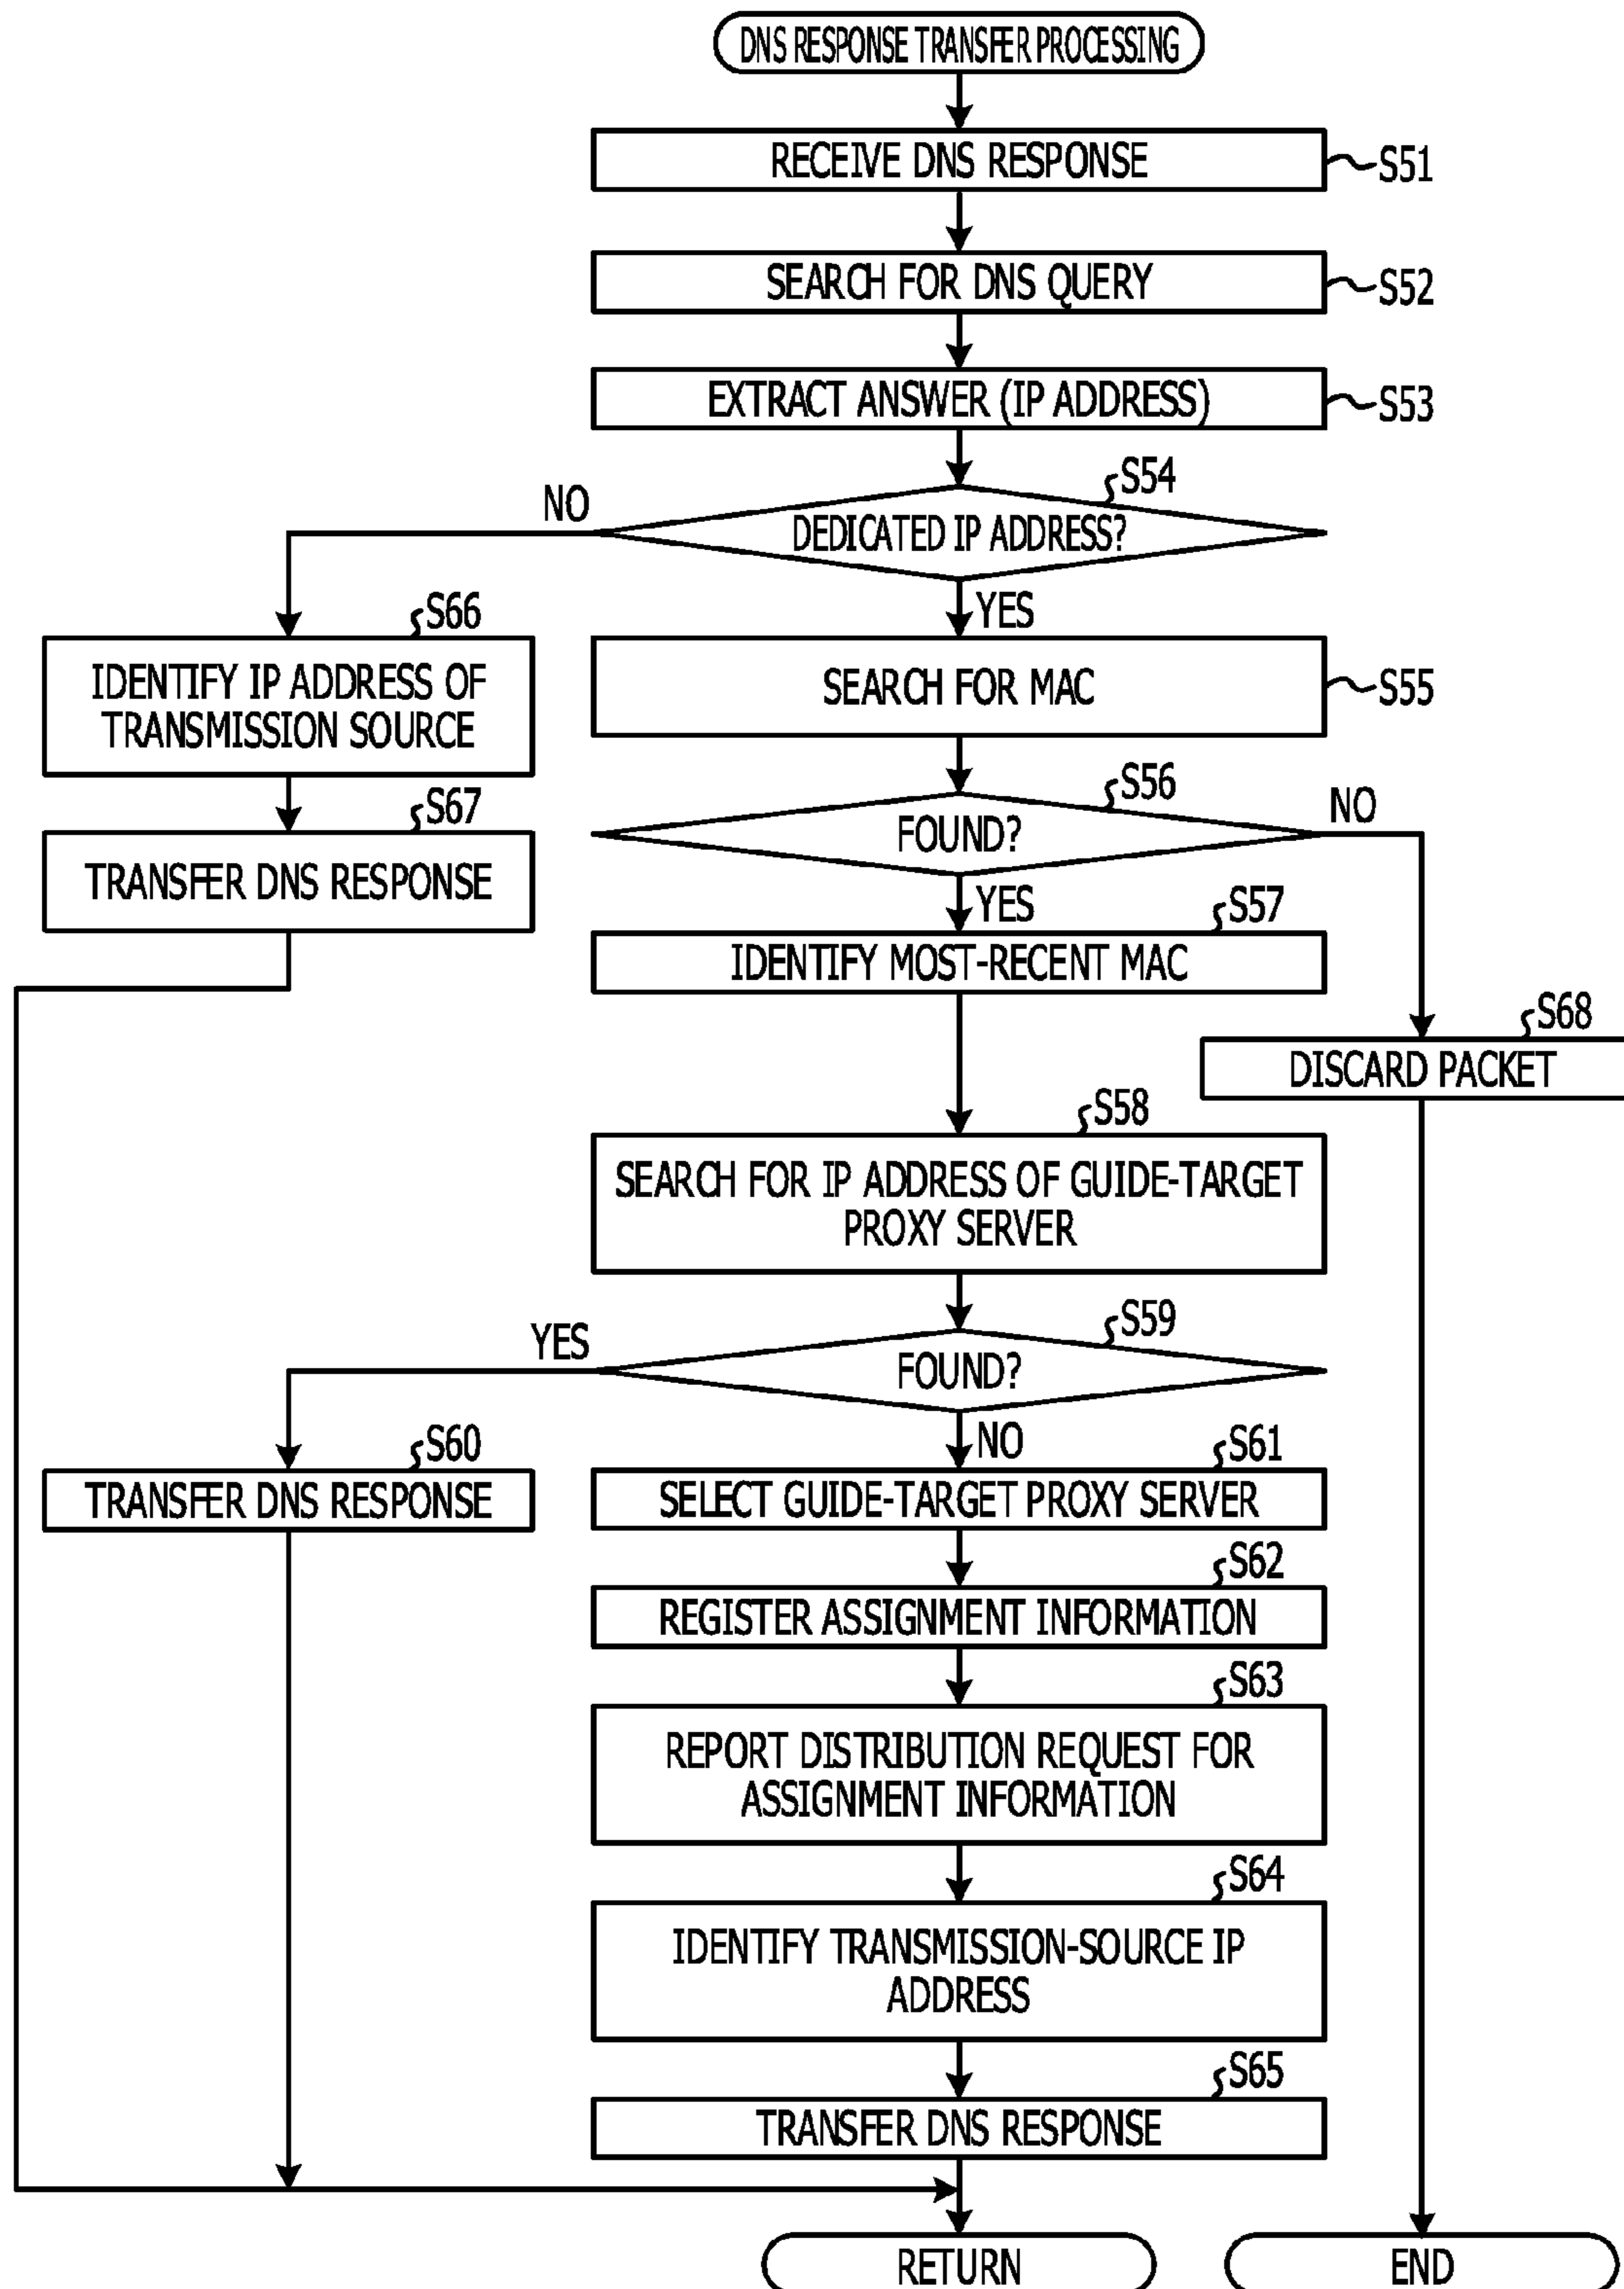 DNS RESPONSE TRANSFER PROCESSING
RECEIVE DNS RESPONSE
S51
SEARCH FOR DNS QUERY
S52
EXTRACT ANSWER (IP ADDRESS)
S53
S54
NO
DEDICATED IP ADDRESS?
YES
S66
IDENTIFY IP ADDRESS OF
TRANSMISSION SOURCE
SEARCH FOR MAC
S55
S67
TRANSFER DNS RESPONSE
S56
NO
FOUND?
YES
S57
IDENTIFY MOST-RECENT MAC
S68
DISCARD PACKET
S58
SEARCH FOR IP ADDRESS OF GUIDE-TARGET
PROXY SERVER
S59
YES
FOUND?
NO
S60
TRANSFER DNS RESPONSE
S61
SELECT GUIDE-TARGET PROXY SERVER
S62
REGISTER ASSIGNMENT INFORMATION
S63
REPORT DISTRIBUTION REQUEST FOR
ASSIGNMENT INFORMATION
S64
IDENTIFY TRANSMISSION-SOURCE IP
ADDRESS
S65
TRANSFER DNS RESPONSE
RETURN
END